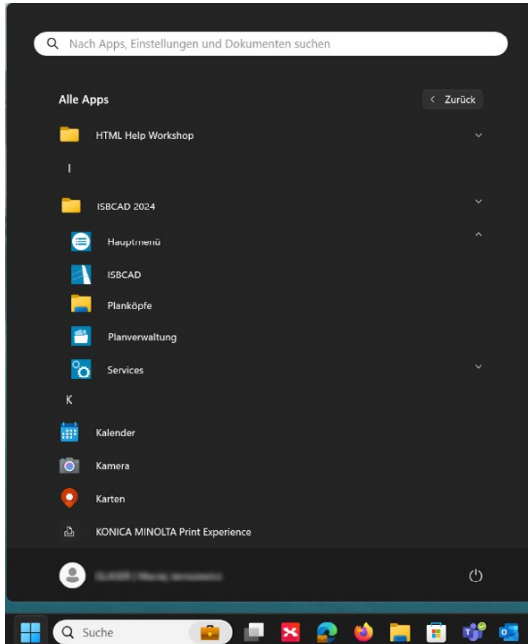 Nach Apps, Einstellungen und Dokumenten suchen
Alle Apps
Zurück
HTML Help Workshop
I
ISBCAD 2024
Hauptmenü
ISBCAD
Planköpfe
Planverwaltung
Services
K
Kalender
Kamera
Karten
KONICA MINOLTA Print Experience
Suche